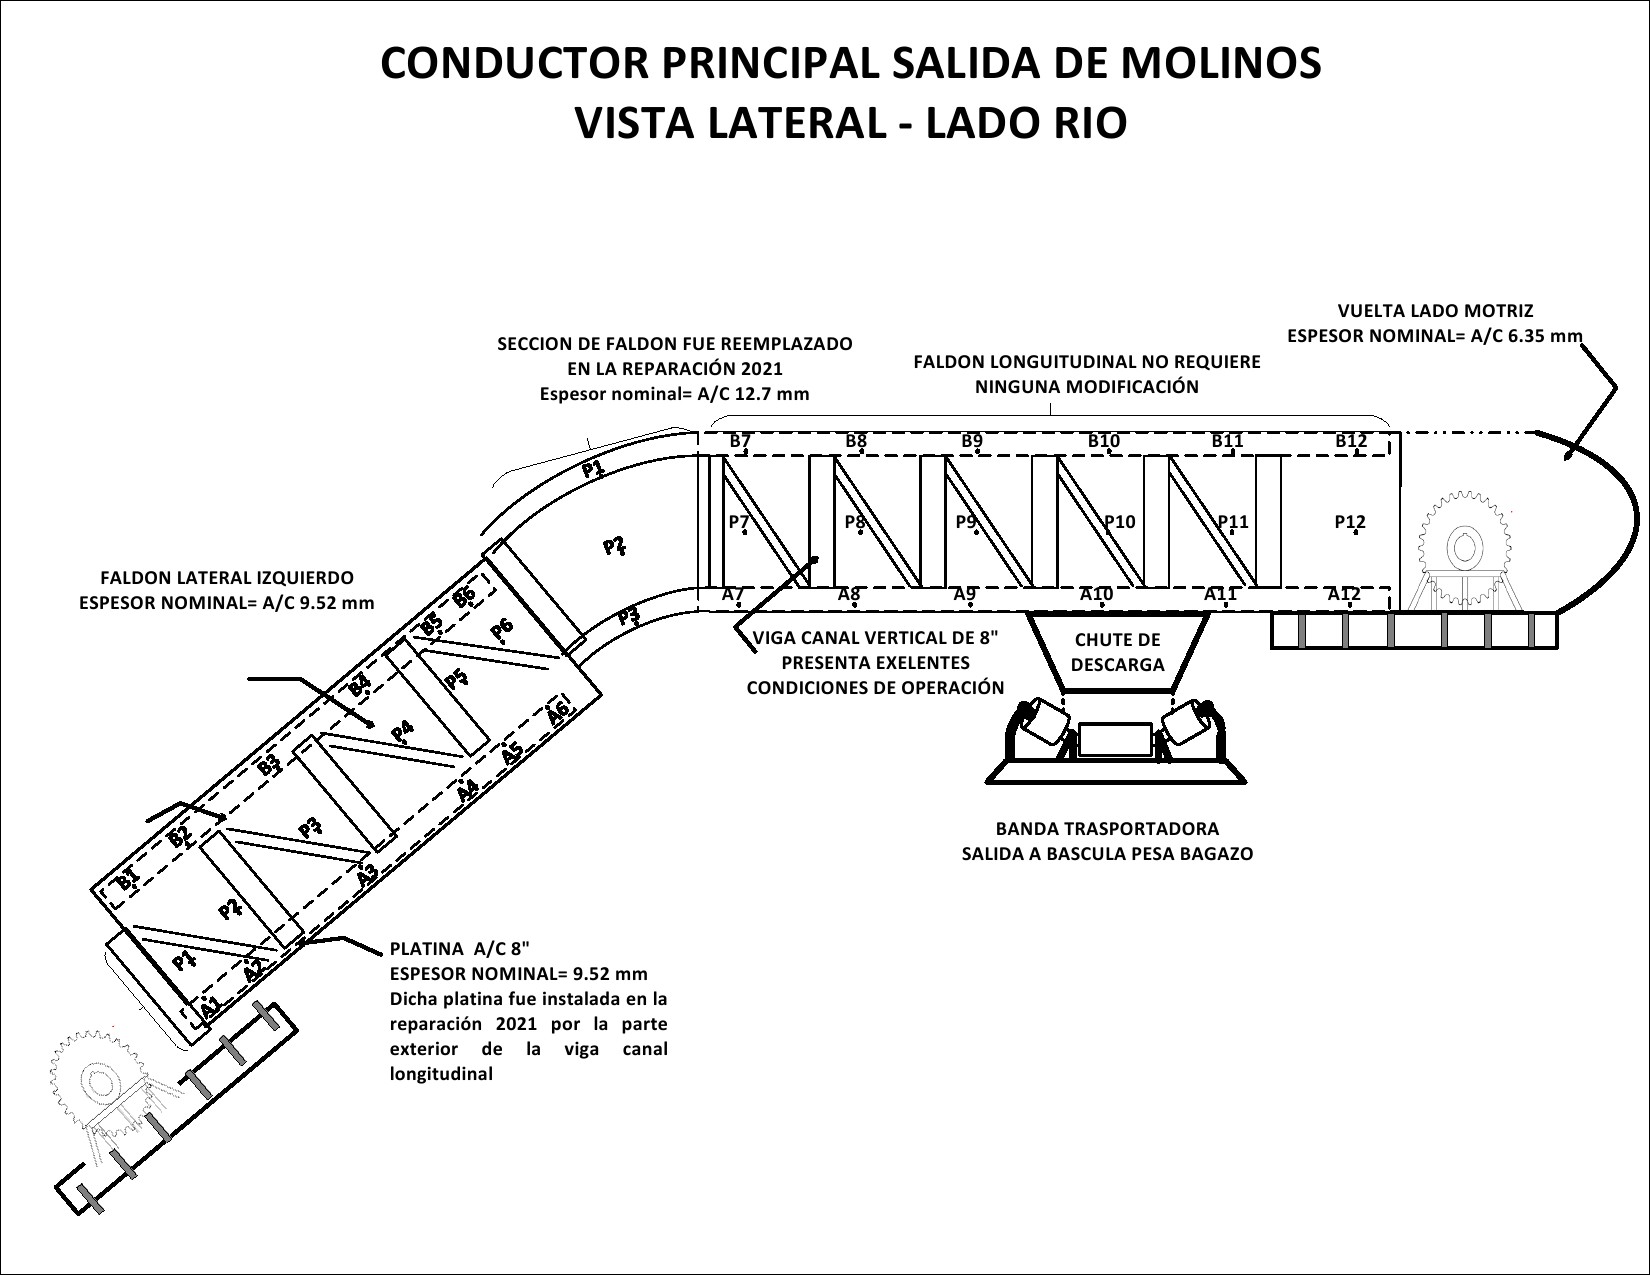 CONDUCTOR PRINCIPAL SALIDA DE MOLINOS
VISTA LATERAL - LADO RIO
VUELTA LADO MOTRIZ
ESPESOR NOMINAL= A/C 6.35 mm
SECCION DE FALDON FUE REEMPLAZADO
EN LA REPARACIÓN 2021
Espesor nominal= A/C 12.7 mm
FALDON LONGUITUDINAL NO REQUIERE
NINGUNA MODIFICACIÓN
B7 B8 B9 B10 B11 B12
P7 P8 P9 P10 P11 P12
A7 A8 A9 A10 A11 A12
P1
P2
P3
FALDON LATERAL IZQUIERDO
ESPESOR NOMINAL= A/C 9.52 mm
B1 B2 B3 B4 B5 B6
P1 P2 P3 P4 P5 P6
A1 A2 A3 A4 A5 A6
VIGA CANAL VERTICAL DE 8"
PRESENTA EXELENTES
CONDICIONES DE OPERACIÓN
CHUTE DE
DESCARGA
BANDA TRASPORTADORA
SALIDA A BASCULA PESA BAGAZO
PLATINA A/C 8"
ESPESOR NOMINAL= 9.52 mm
Dicha platina fue instalada en la
reparación 2021 por la parte
exterior de la viga canal
longitudinal